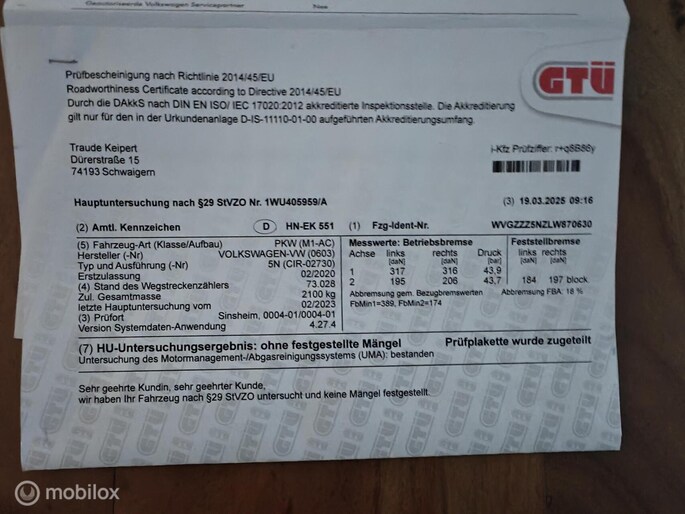 Gautorisierte Volkswagen Servicepartner
Prüfbescheinigung nach Richtlinie 2014/45/EU
Roadworthiness Certificate according to Directive 2014/45/EU
Durch die DAkkS nach DIN EN ISO/ IEC 17020:2012 akkreditierte Inspektionsstelle. Die Akkreditierung
gilt nur für den in der Urkundenanlage D-IS-11110-01-00 aufgeführten Akkreditierungsumfang.
GTÜ
Traude Keipert
Dürerstraße 15
74193 Schwaigern
i-Kfz Prüfziffer: r+q5B86y
Hauptuntersuchung nach §29 StVZO Nr. 1WU405959/A (3) 19.03.2025 09:16
(2) Amtl. Kennzeichen D HN-EK 551 (1) Fzg-Ident-Nr. WVGZZZ5NZLW870630
(5) Fahrzeug-Art (Klasse/Aufbau) PKW (M1-AC)
Hersteller (-Nr) VOLKSWAGEN-VW (0603)
Typ und Ausführung (-Nr) 5N (CIR-02730)
Erstzulassung 02/2020
(4) Stand des Wegstreckenzählers 73.028
Zul. Gesamtmasse 2100 kg
letzte Hauptuntersuchung vom 02/2023
(3) Prüfort Sinsheim, 0004-01/0004-01
Version Systemdaten-Anwendung 4.27.4
Messwerte: Betriebsbremse Feststellbremse
Achse links rechts Druck links rechts
[daN] [daN] [bar] [daN] [daN]
1 317 316 43,9
2 195 206 43,7 184 197 block.
Abbremsung gem. Bezugbremswerten Abbremsung FBA: 18 %
FbMin1=389, FbMin2=174
(7) HU-Untersuchungsergebnis: ohne festgestellte Mängel Prüfplakette wurde zugeteilt
Untersuchung des Motormanagement-/Abgasreinigungssystems (UMA): bestanden
Sehr geehrte Kundin, sehr geehrter Kunde,
wir haben Ihr Fahrzeug nach §29 StVZO untersucht und keine Mängel festgestellt.
mobilox